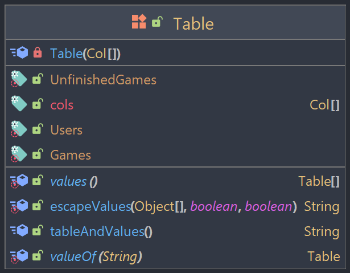 Table
Table(Col[])
UnfinishedGames
cols Col[]
Users
Games
values () Table[]
escapeValues(Object[], boolean, boolean) String
tableAndValues() String
valueOf (String) Table